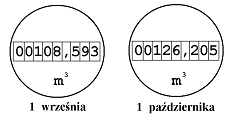 00108,593
m³
1 września
00126,205
m³
1 października